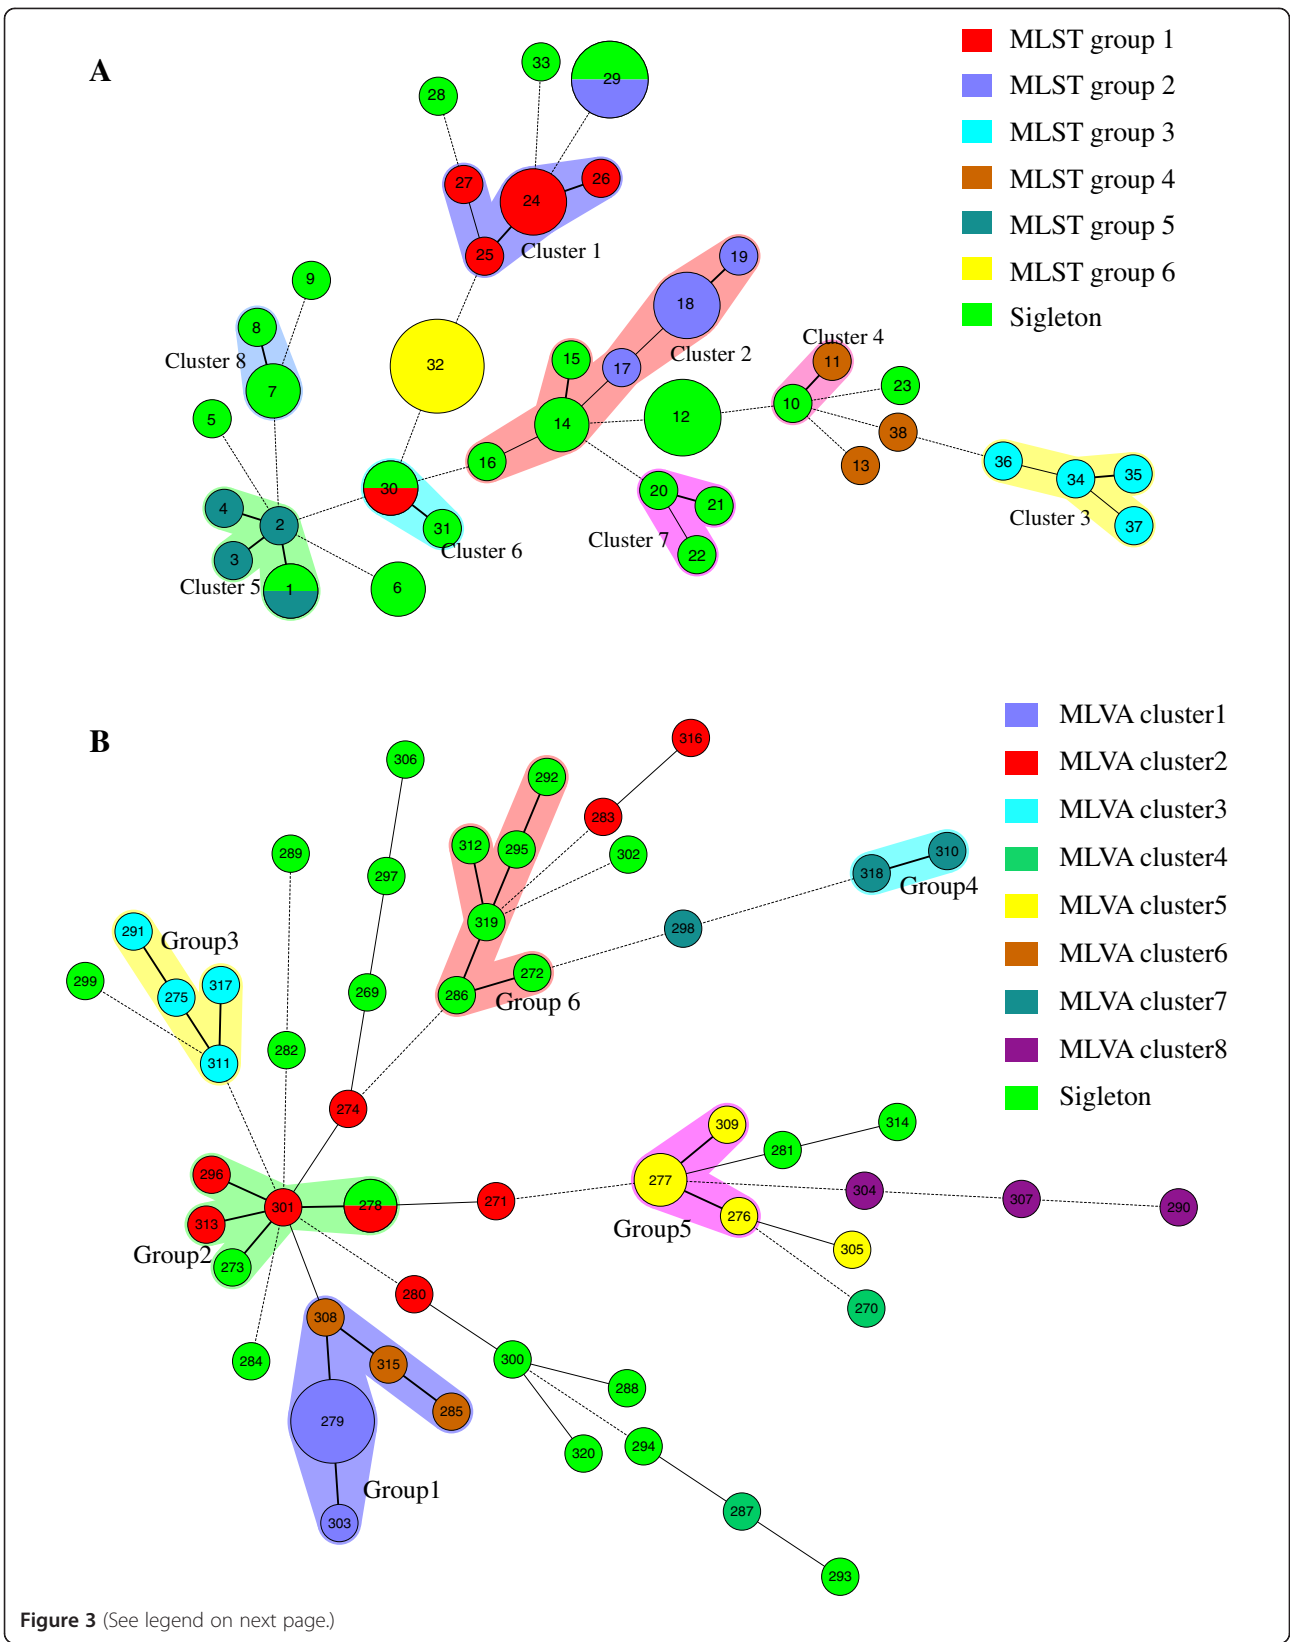 A
MLST group 1
MLST group 2
MLST group 3
MLST group 4
MLST group 5
MLST group 6
Sigleton
33
29
28
27
24
26
25
Cluster 1
19
18
9
8
Cluster 8
7
32
Cluster 2
17
15
Cluster 4
11
10
23
5
14
12
38
16
13
36
34
35
37
Cluster 3
30
31
Cluster 6
20
21
22
Cluster 7
4
2
3
Cluster 5
1
6
B
MLVA cluster1
MLVA cluster2
MLVA cluster3
MLVA cluster4
MLVA cluster5
MLVA cluster6
MLVA cluster7
MLVA cluster8
Sigleton
316
306
292
283
312
295
302
289
297
310
318
Group4
319
298
291
Group3
299
275
317
269
286
272
Group 6
311
282
274
309
314
281
277
304
307
290
276
Group5
305
270
296
301
278
271
313
Group2
273
280
308
284
315
300
288
285
279
320
294
Group1
303
287
293
Figure 3 (See legend on next page.)